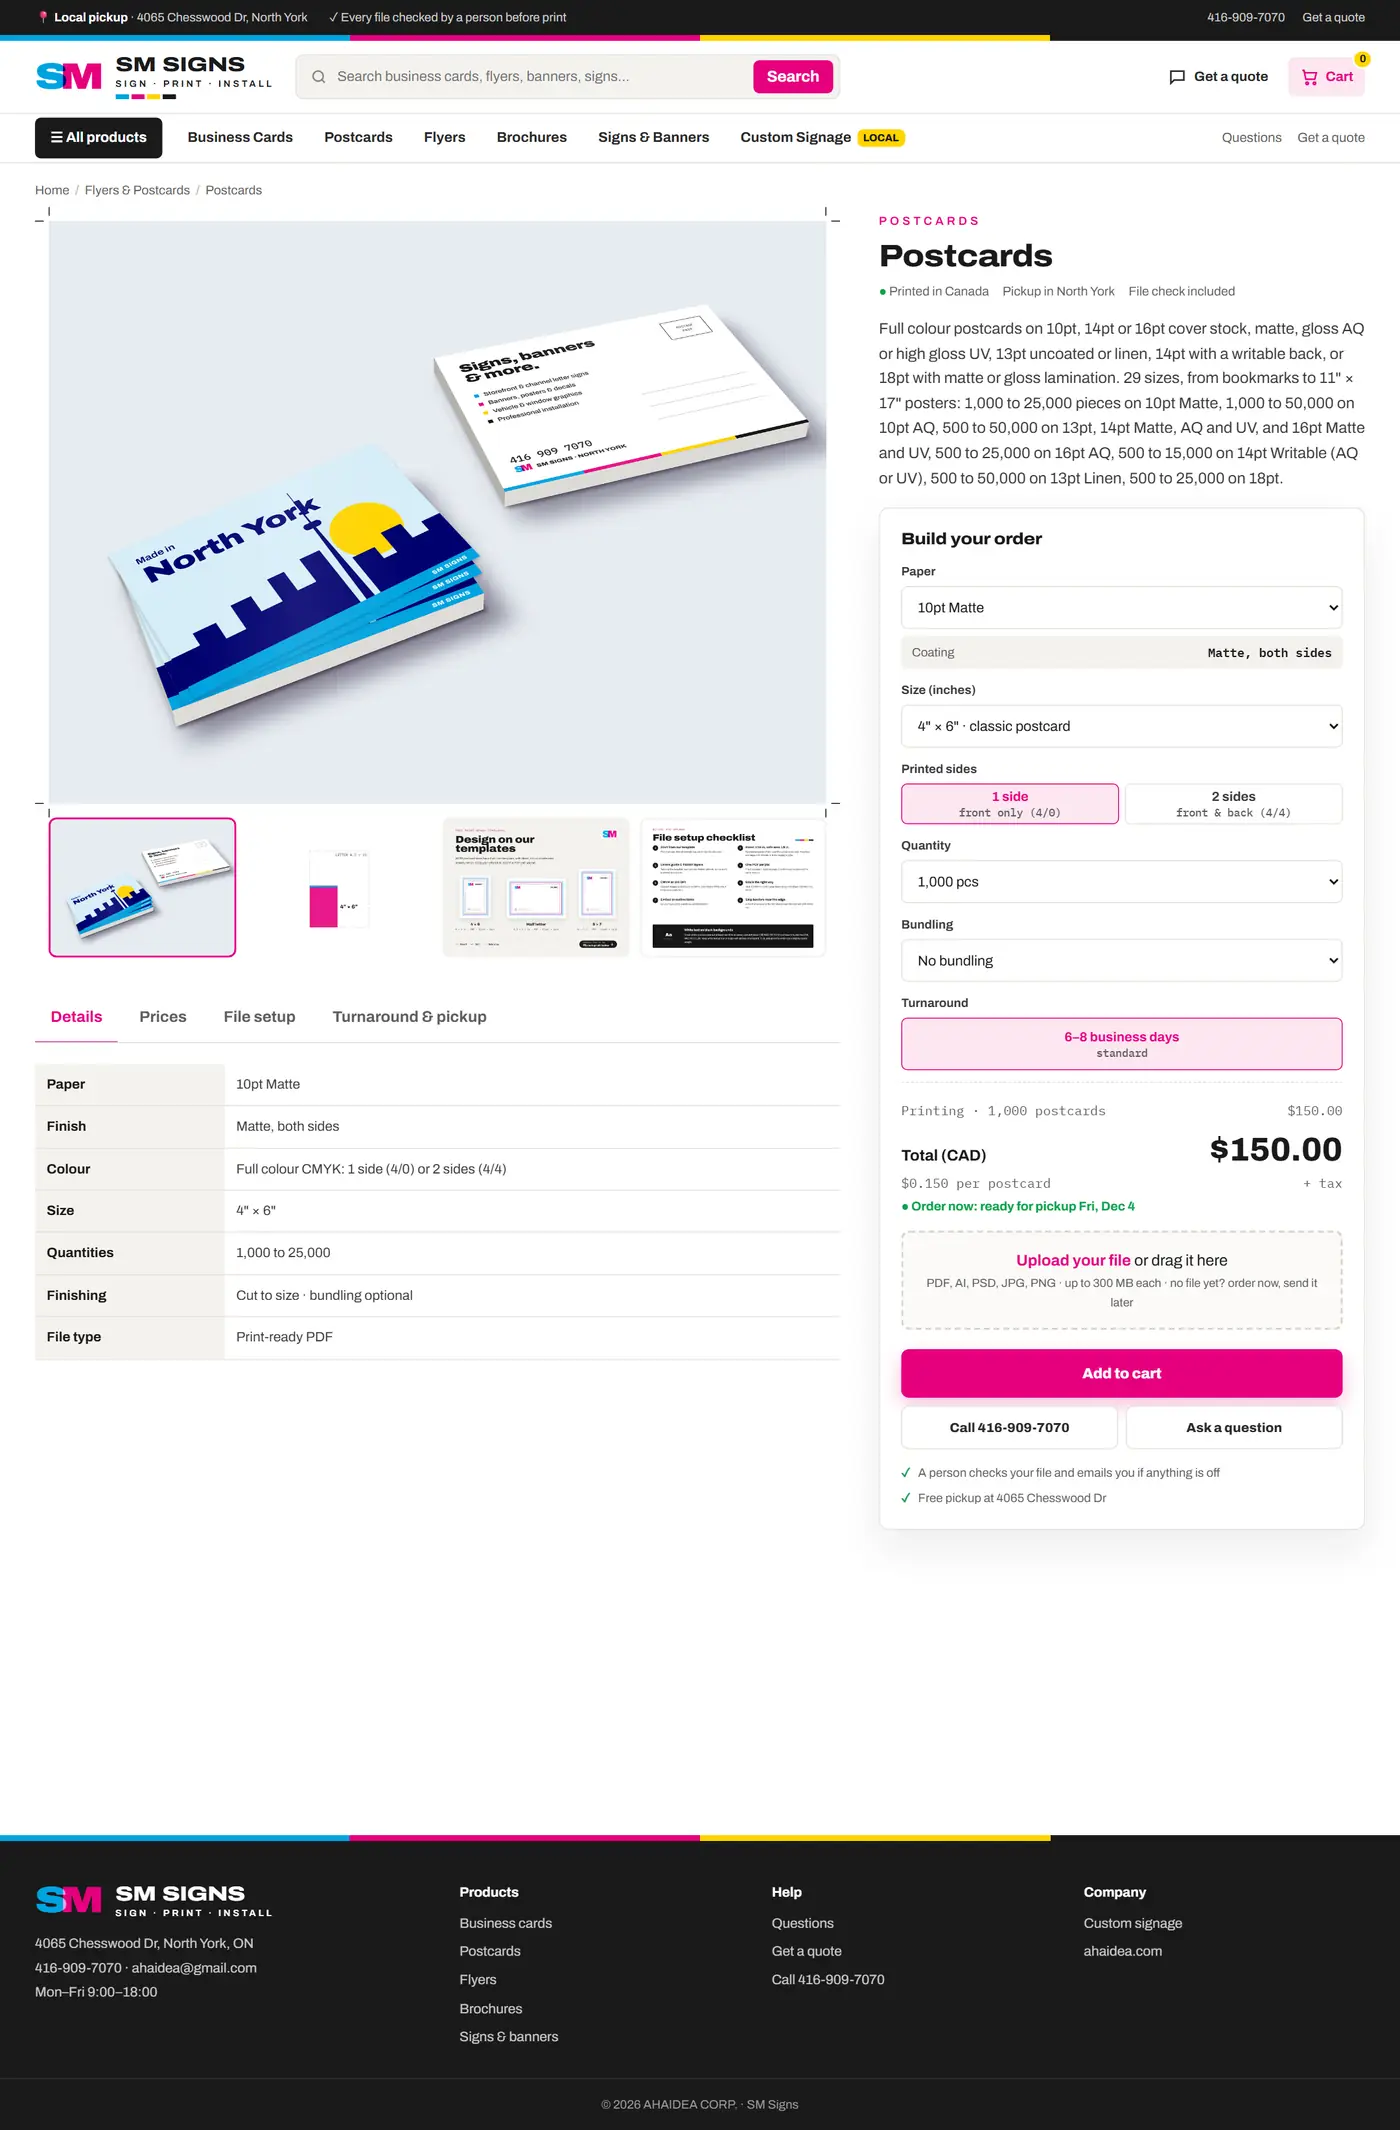 Local pickup · 4065 Chesswood Dr, North York
✓ Every file checked by a person before print
416-909-7070
Get a quote
SM
SM SIGNS
SIGN · PRINT · INSTALL
Search business cards, flyers, banners, signs...
Search
Get a quote
Cart
0
☰ All products
Business Cards
Postcards
Flyers
Brochures
Signs & Banners
Custom Signage
LOCAL
Questions
Get a quote
Home / Flyers & Postcards / Postcards
Signs, banners
& more.
Storefront & channel letter signs
Banners, posters & decals
Vehicle & window graphics
Professional installation
416 909 7070
SM SM SIGNS · NORTH YORK
Made in
North York
SM SIGNS
SM SIGNS
SM SIGNS
4" × 6"
Design on our
templates
SM
File setup checklist
POSTCARDS
Postcards
Printed in Canada
Pickup in North York
File check included
Full colour postcards on 10pt, 14pt or 16pt cover stock, matte, gloss AQ
or high gloss UV, 13pt uncoated or linen, 14pt with a writable back, or
18pt with matte or gloss lamination. 29 sizes, from bookmarks to 11" ×
17" posters: 1,000 to 25,000 pieces on 10pt Matte, 1,000 to 50,000 on
10pt AQ, 500 to 50,000 on 13pt, 14pt Matte, AQ and UV, and 16pt Matte
and UV, 500 to 25,000 on 16pt AQ, 500 to 15,000 on 14pt Writable (AQ
or UV), 500 to 50,000 on 13pt Linen, 500 to 25,000 on 18pt.
Build your order
Paper
10pt Matte
Coating
Matte, both sides
Size (inches)
4" × 6" · classic postcard
Printed sides
1 side
front only (4/0)
2 sides
front & back (4/4)
Quantity
1,000 pcs
Bundling
No bundling
Turnaround
6–8 business days
standard
Printing · 1,000 postcards
$150.00
Total (CAD)
$150.00
$0.150 per postcard
+ tax
Order now: ready for pickup Fri, Dec 4
Upload your file or drag it here
PDF, AI, PSD, JPG, PNG · up to 300 MB each · no file yet? order now, send it
later
Add to cart
Call 416-909-7070
Ask a question
✓ A person checks your file and emails you if anything is off
✓ Free pickup at 4065 Chesswood Dr
Details
Prices
File setup
Turnaround & pickup
Paper
10pt Matte
Finish
Matte, both sides
Colour
Full colour CMYK: 1 side (4/0) or 2 sides (4/4)
Size
4" × 6"
Quantities
1,000 to 25,000
Finishing
Cut to size · bundling optional
File type
Print-ready PDF
SM
SM SIGNS
SIGN · PRINT · INSTALL
4065 Chesswood Dr, North York, ON
416-909-7070 · ahaidea@gmail.com
Mon–Fri 9:00–18:00
Products
Business cards
Postcards
Flyers
Brochures
Signs & banners
Help
Questions
Get a quote
Call 416-909-7070
Company
Custom signage
ahaidea.com
© 2026 AHAIDEA CORP. · SM Signs